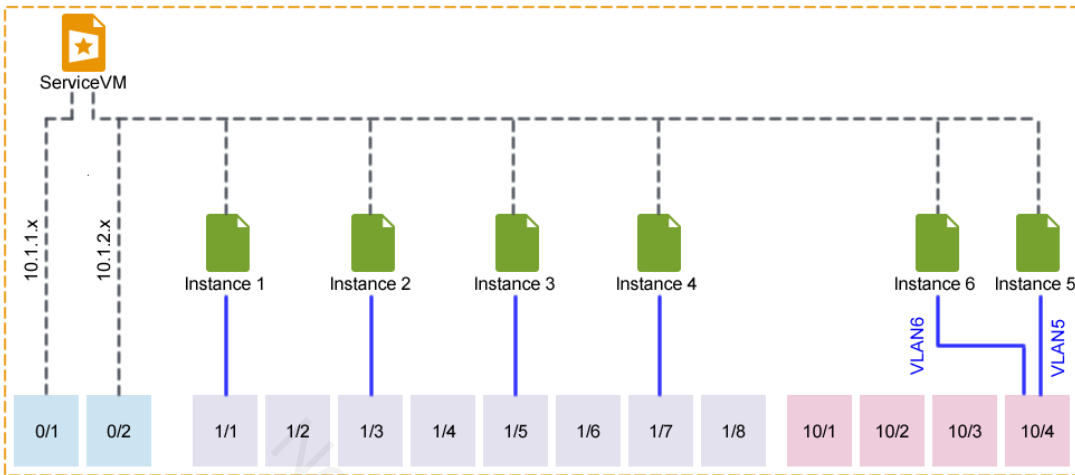 ServiceVM
10.1.1.x
10.1.2.x
Instance 1
Instance 2
Instance 3
Instance 4
Instance 6
Instance 5
VLAN6
VLAN5
0/1
0/2
1/1
1/2
1/3
1/4
1/5
1/6
1/7
1/8
10/1
10/2
10/3
10/4